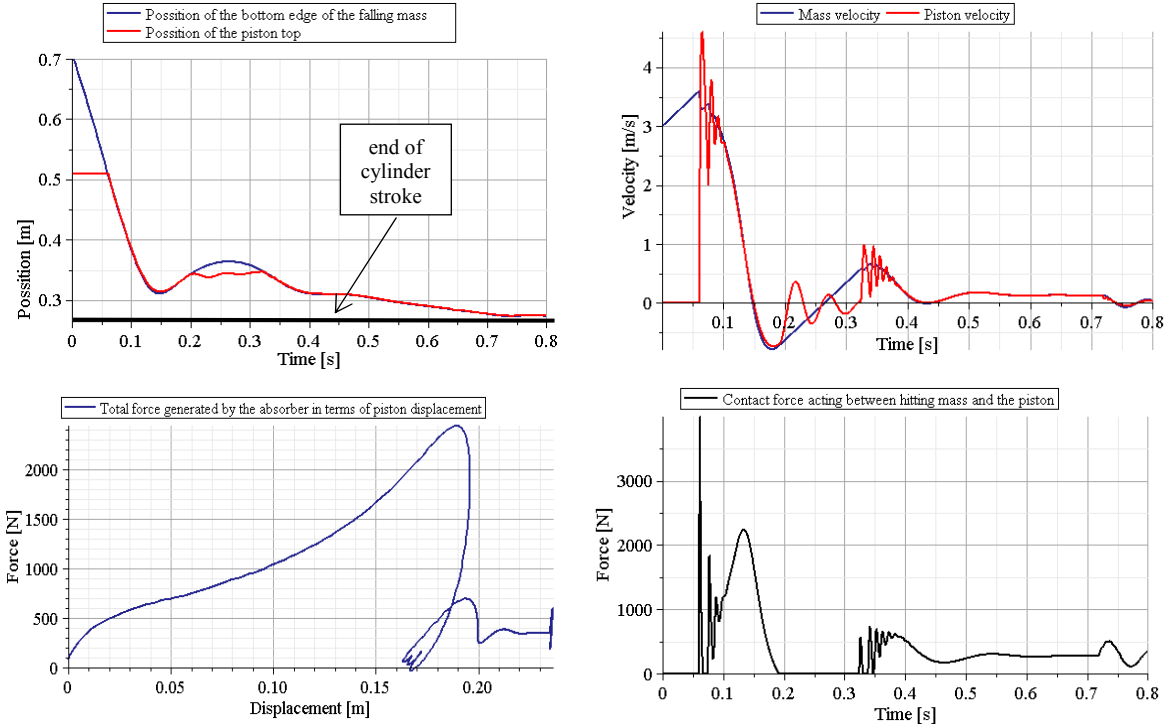 Possition of the bottom edge of the falling mass
Possition of the piston top
0.7
0.6
0.5
0.4
0.3
Possition [m]
end of
cylinder
stroke
0 0.1 0.2 0.3 0.4 0.5 0.6 0.7 0.8
Time [s]
Mass velocity Piston velocity
4
3
2
1
0
Velocity [m/s]
0.1 0.2 0.3 0.4 0.5 0.6 0.7 0.8
Time [s]
Total force generated by the absorber in terms of piston displacement
2000
1500
1000
500
0
Force [N]
0 0.05 0.10 0.15 0.20
Displacement [m]
Contact force acting between hitting mass and the piston
3000
2000
1000
0
Force [N]
0 0.1 0.2 0.3 0.4 0.5 0.6 0.7 0.8
Time [s]